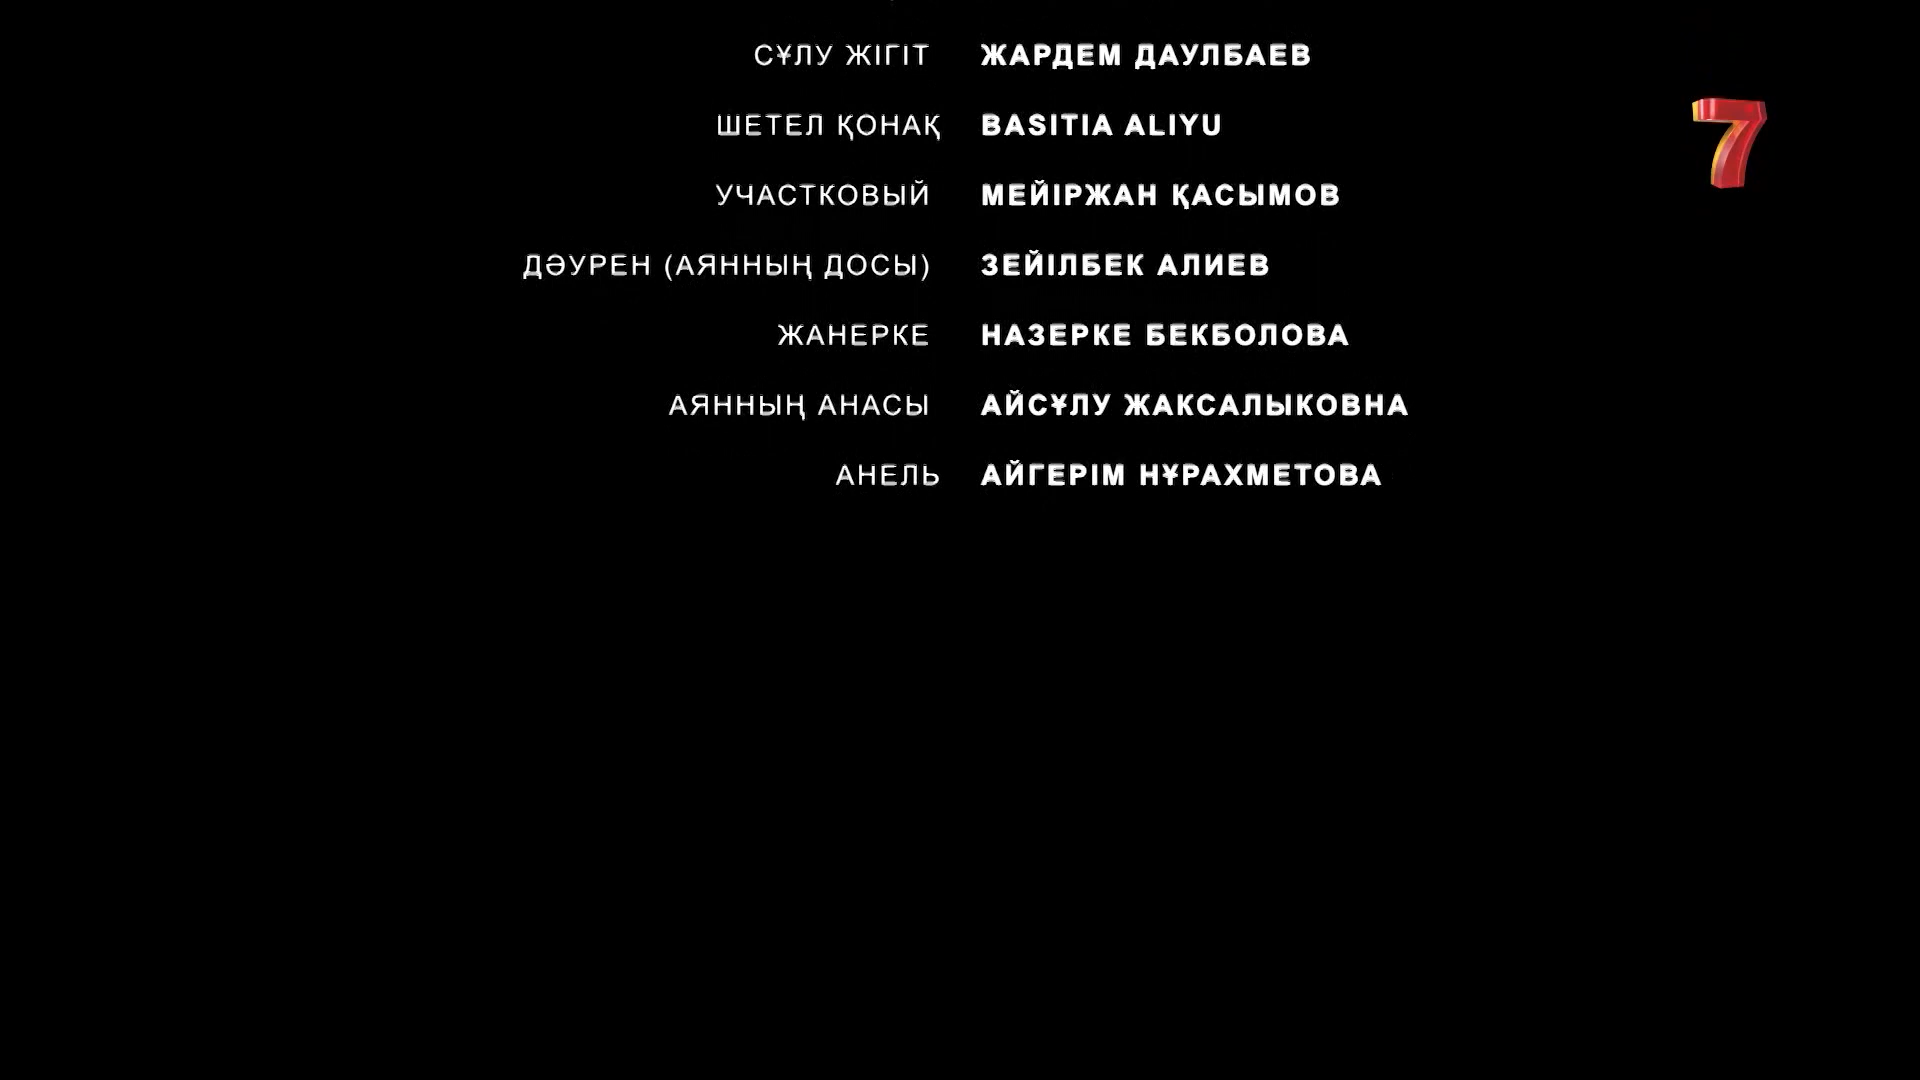 СҰЛУ ЖІГІТ ЖАРДЕМ ДАУЛБАЕВ
7
ШЕТЕЛ ҚОНАҚ BASITIA ALIYU
УЧАСТКОВЫЙ МЕЙІРЖАН ҚАСЫМОВ
ДӘУРЕН (АЯННЫҢ ДОСЫ) ЗЕЙІЛБЕК АЛИЕВ
ЖАНЕРКЕ НАЗЕРКЕ БЕКБОЛОВА
АЯННЫҢ АНАСЫ АЙСҰЛУ ЖАКСАЛЫКОВНА
АНЕЛЬ АЙГЕРІМ НҰРАХМЕТОВА